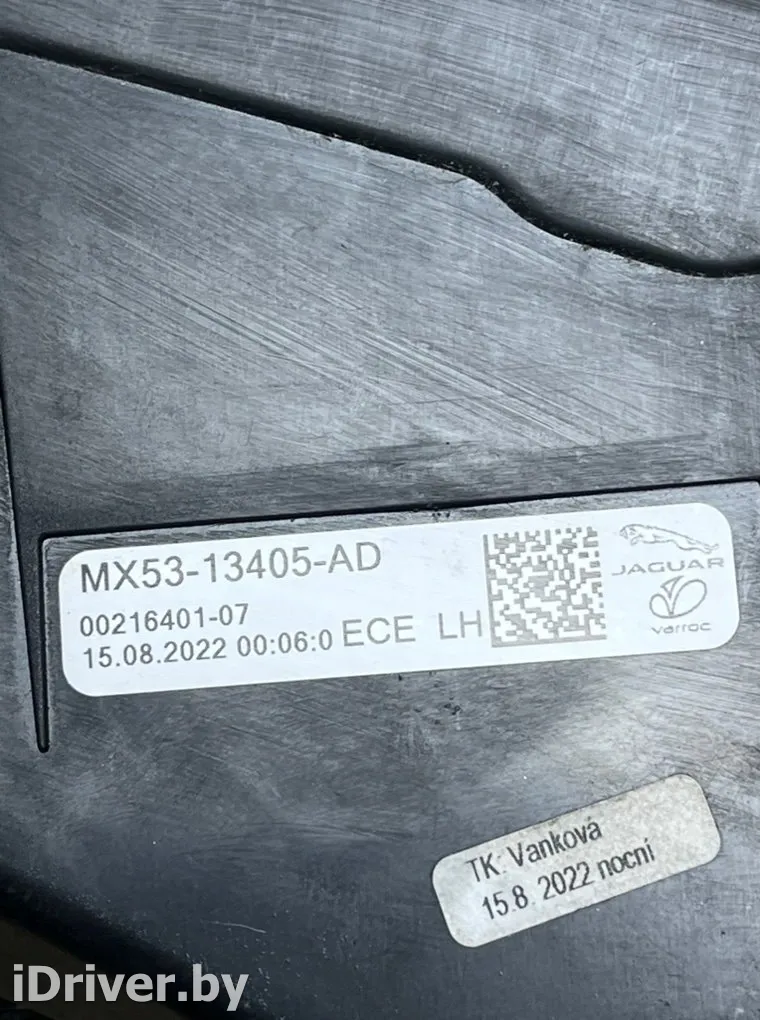 MX53-13405-AD
00216401-07
15.08.2022 00:06:0 ECE LH
JAGUAR
varroc
TK: Vanková
15.8. 2022 nocní
iDriver.by